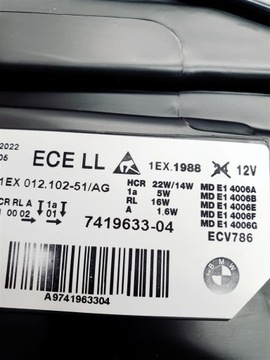 2022
ECE LL 1EX.1988 12V
1EX 012.102-51/AG HCR 22W/14W MD E1 4006A
1a 5W MD E1 4006B
CR RL A 1a RL 16W MD E1 4006E
1 00 02 01 A 1.6W MD E1 4006F
MD E1 4006G
7419633-04 ECV786
BMW
A9741963304